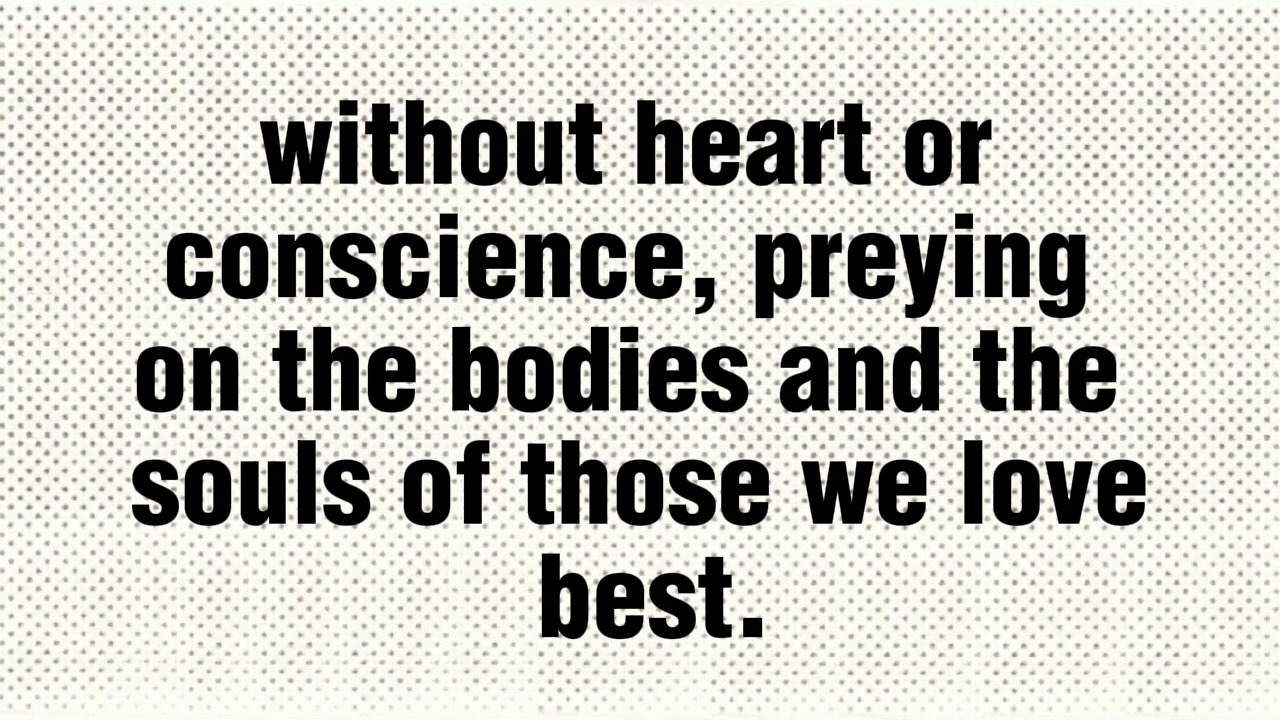 without heart or
conscience, preying
on the bodies and the
souls of those we love
best.